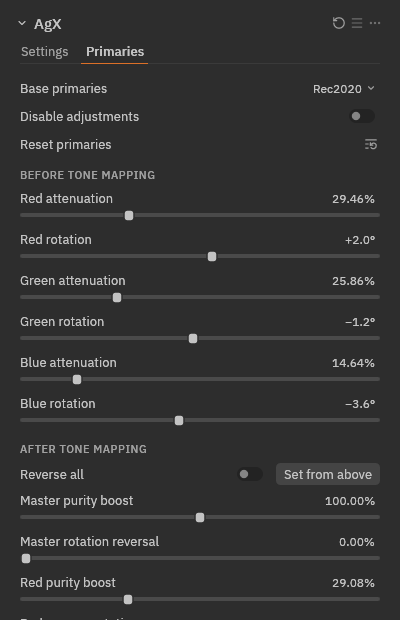 AgX
Settings Primaries
Base primaries Rec2020
Disable adjustments
Reset primaries
BEFORE TONE MAPPING
Red attenuation 29.46%
Red rotation +2.0°
Green attenuation 25.86%
Green rotation −1.2°
Blue attenuation 14.64%
Blue rotation −3.6°
AFTER TONE MAPPING
Reverse all Set from above
Master purity boost 100.00%
Master rotation reversal 0.00%
Red purity boost 29.08%